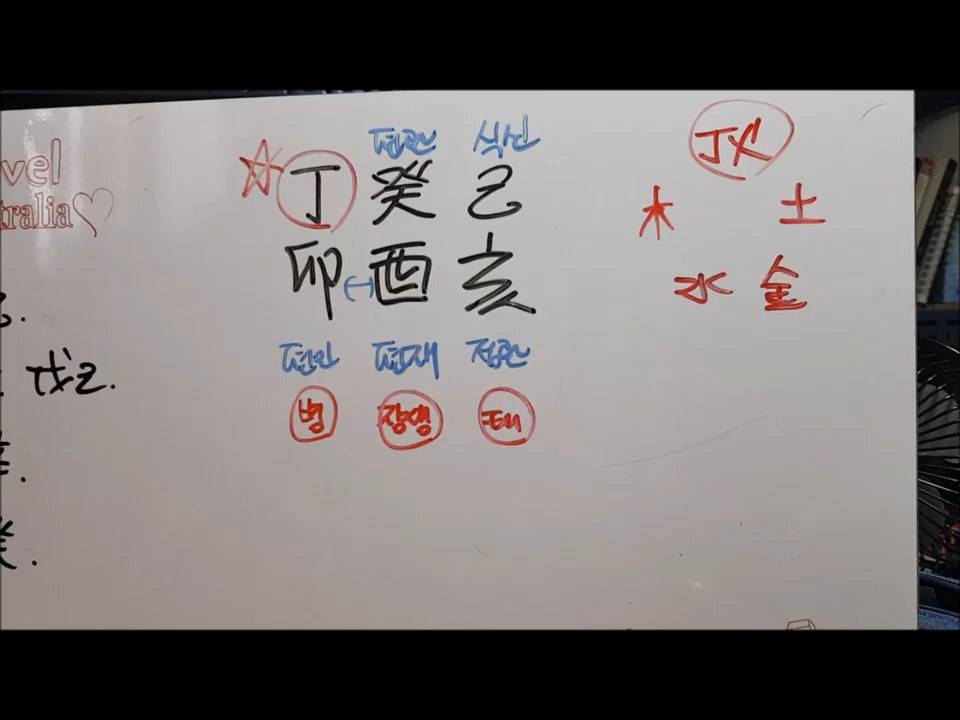 편관 식신
丁 癸 己
卯 酉 亥
편인 편재 정관
병 장생 태
丁火
木 土
水 金
vel
tralia
戊己.